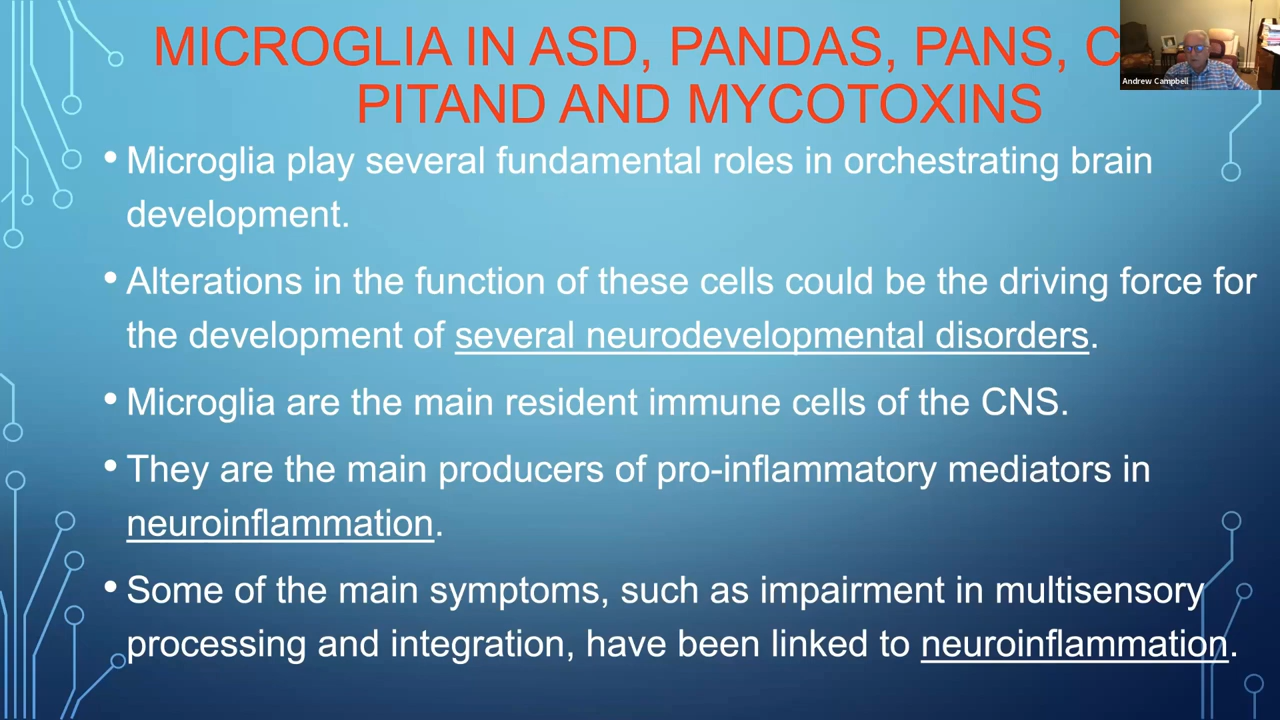 MICROGLIA IN ASD, PANDAS, PANS,
PITAND AND MYCOTOXINS
Andrew Campbell
• Microglia play several fundamental roles in orchestrating brain
development.
• Alterations in the function of these cells could be the driving force for
the development of several neurodevelopmental disorders.
• Microglia are the main resident immune cells of the CNS.
• They are the main producers of pro-inflammatory mediators in
neuroinflammation.
• Some of the main symptoms, such as impairment in multisensory
processing and integration, have been linked to neuroinflammation.